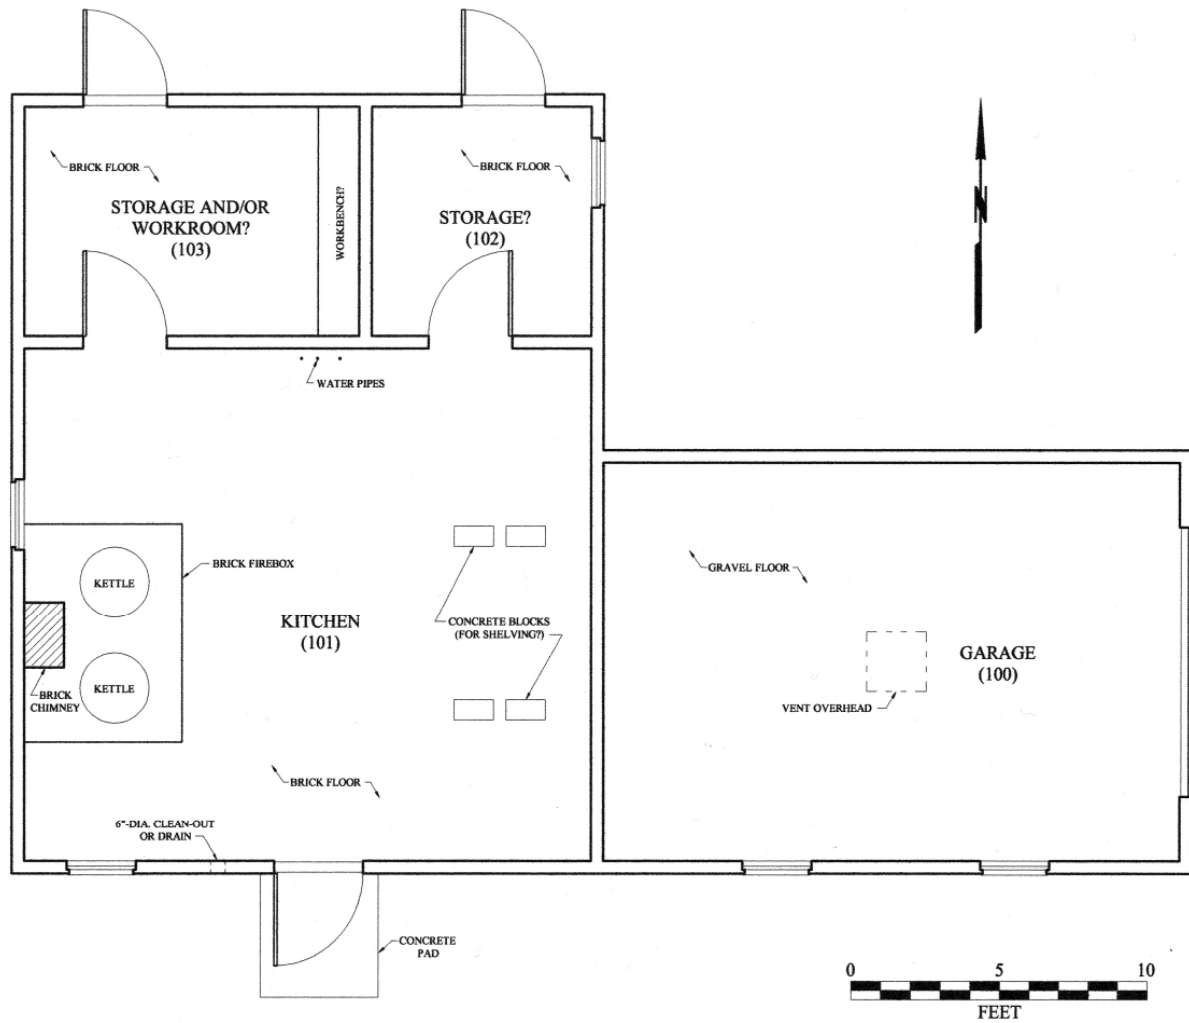 BRICK FLOOR
STORAGE AND/OR
WORKROOM?
(103)
WORKBENCH?
BRICK FLOOR
STORAGE?
(102)
N
WATER PIPES
BRICK FIREBOX
KETTLE
KITCHEN
(101)
CONCRETE BLOCKS
(FOR SHELVING?)
KETTLE
BRICK
CHIMNEY
GRAVEL FLOOR
GARAGE
(100)
VENT OVERHEAD
BRICK FLOOR
6"-DIA. CLEAN-OUT
OR DRAIN
CONCRETE
PAD
0 5 10
FEET